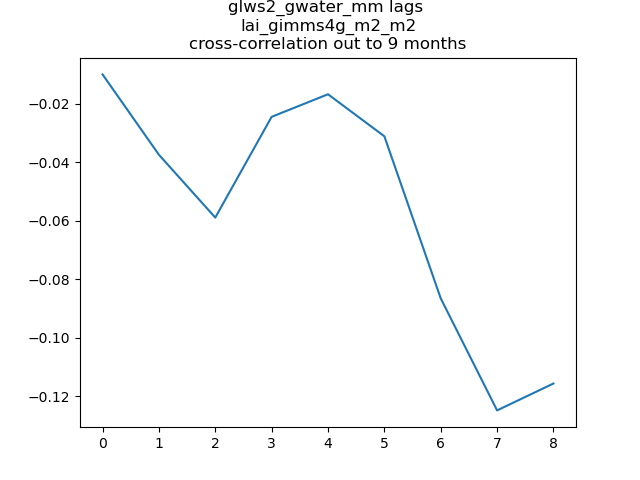 glws2_gwater_mm lags
lai_gimms4g_m2_m2
cross-correlation out to 9 months
−0.02
−0.04
−0.06
−0.08
−0.10
−0.12
0 1 2 3 4 5 6 7 8